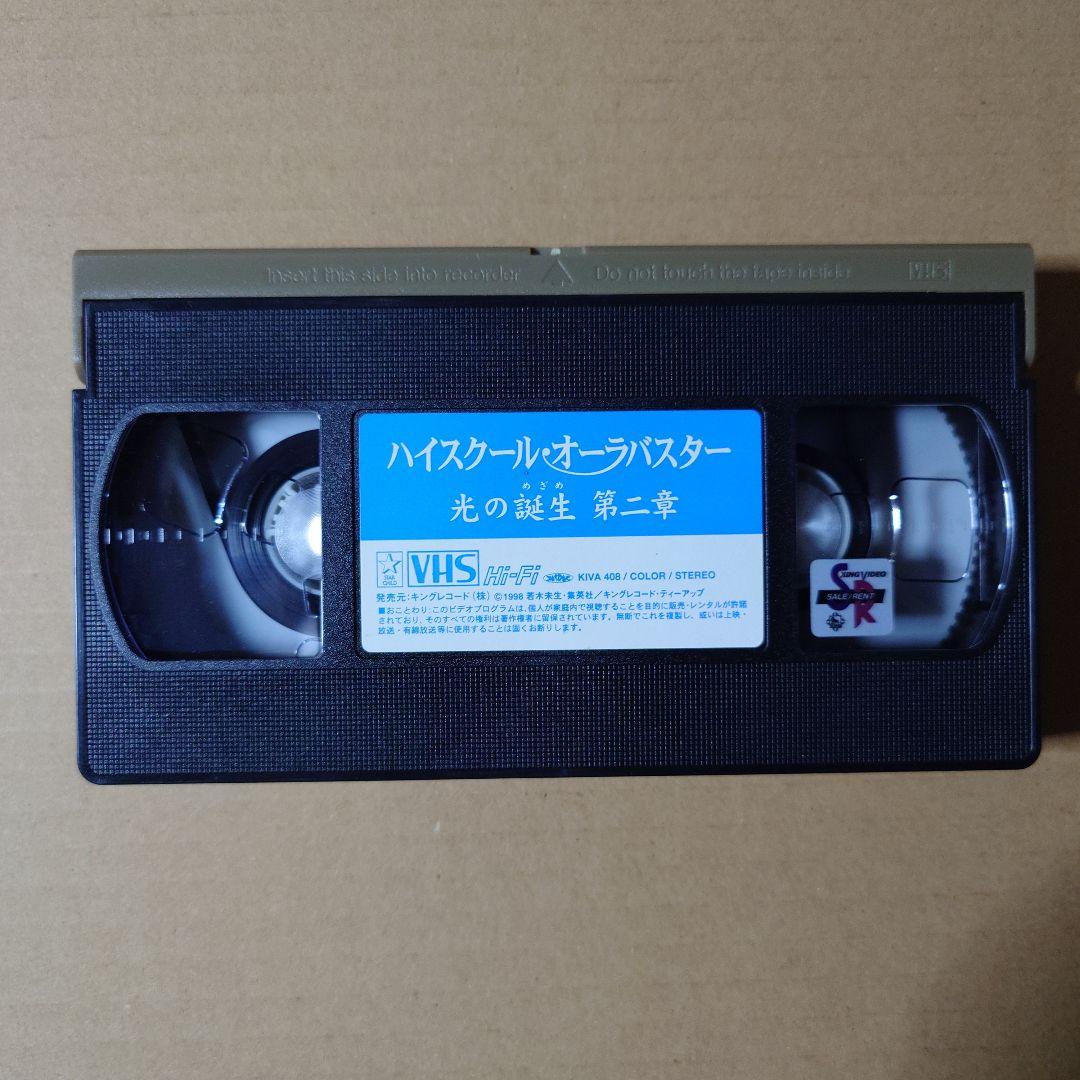 Insert this side into recorder
Do not touch the tape inside
VHS
ハイスクール・オーラバスター
めざめ
光の誕生 第二章
STAR CHILD
VHS Hi-Fi KIVA 408 / COLOR / STEREO
発売元：キングレコード(株) ©1998 若木未生・集英社／キングレコード・ティーアップ
■おことわり：このビデオプログラムは、個人が家庭内で視聴することを目的に販売・レンタルが許諾
されており、そのすべての権利は著作権者に留保されています。無断でこれを複製し、或いは上映・
放送・有線放送等に使用することは固くお断りします。
KING VIDEO
SALE/RENT
SR